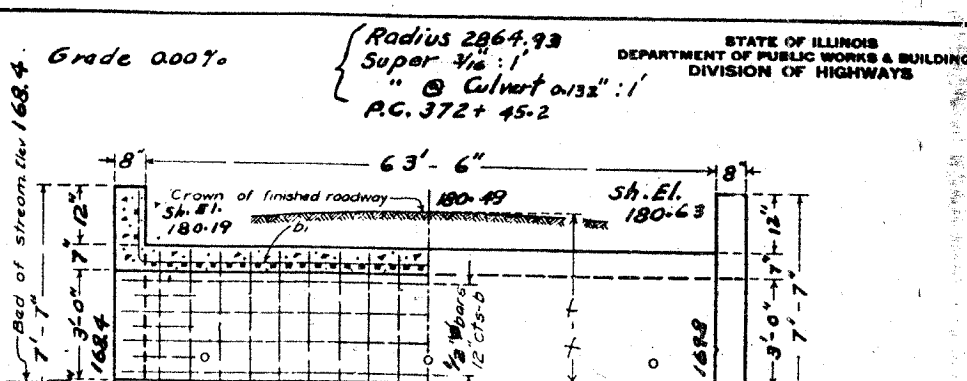 Grade 0.00%
Radius 2864.93
Super 3/16 : 1'
" @ Culvert 0.132" : 1'
P.C. 372 + 45.2
STATE OF ILLINOIS
DEPARTMENT OF PUBLIC WORKS & BUILDING
DIVISION OF HIGHWAYS
Bed of stream Elev 168.4
8"
63'-6"
8"
Crown of finished roadway
180.49
Sh. El.
180.19
Sh. El.
180.63
b,
12"
7"
3'-0"
7'-7"
168.4
1/2"φ bars
12" cts-b
169.8
12"
7"
3'-0"
7'-7"